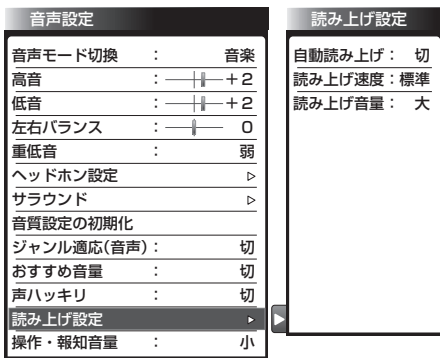 音声設定
音声モード切換 : 音楽
高音 : +2
低音 : +2
左右バランス : 0
重低音 : 弱
ヘッドホン設定
サラウンド
音質設定の初期化
ジャンル適応(音声): 切
おすすめ音量 : 切
声ハッキリ : 切
読み上げ設定
操作・報知音量 : 小
読み上げ設定
自動読み上げ: 切
読み上げ速度:標準
読み上げ音量: 大